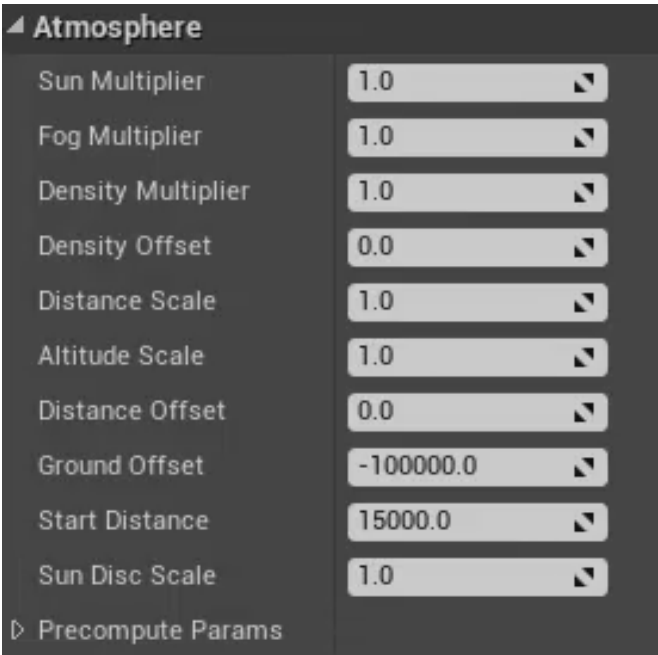 Atmosphere
Sun Multiplier 1.0
Fog Multiplier 1.0
Density Multiplier 1.0
Density Offset 0.0
Distance Scale 1.0
Altitude Scale 1.0
Distance Offset 0.0
Ground Offset -100000.0
Start Distance 15000.0
Sun Disc Scale 1.0
Precompute Params